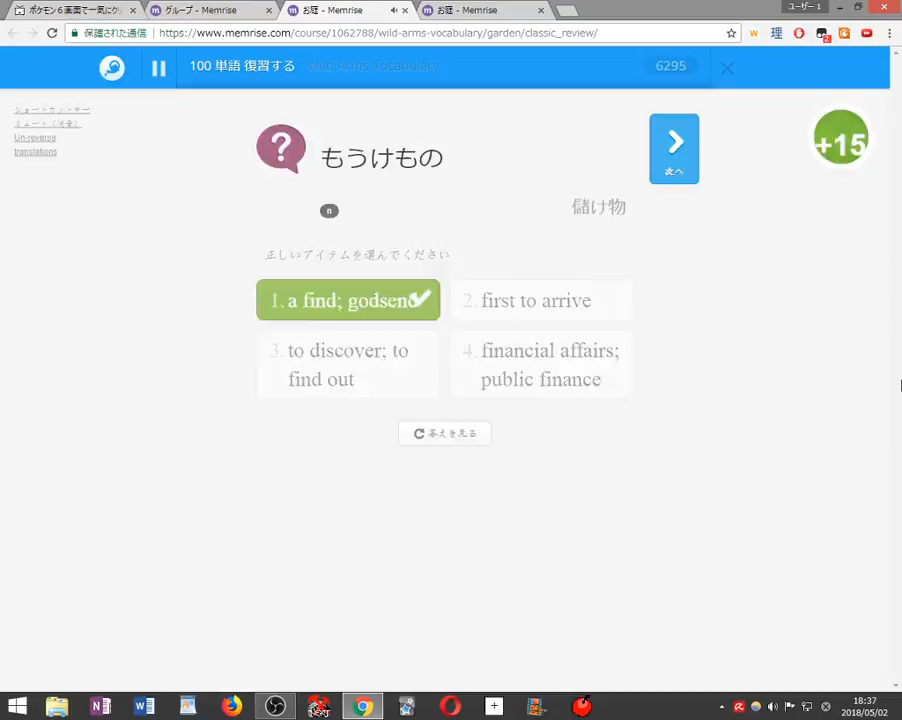 ポケモン６画面で一気にクリ
グループ - Memrise
お庭 - Memrise
お庭 - Memrise
ユーザー 1
保護された通信
https://www.memrise.com/course/1062788/wild-arms-vocabulary/garden/classic_review/
100 単語 復習する
Wild Arms Vocabulary
6295
ショートカットキー
ミュート（消音）
Un-reverse
translations
?
もうけもの
次へ
+15
n
儲け物
正しいアイテムを選んでください
1. a find; godsend
2. first to arrive
3. to discover; to
find out
4. financial affairs;
public finance
答えを見る
18:37
2018/05/02